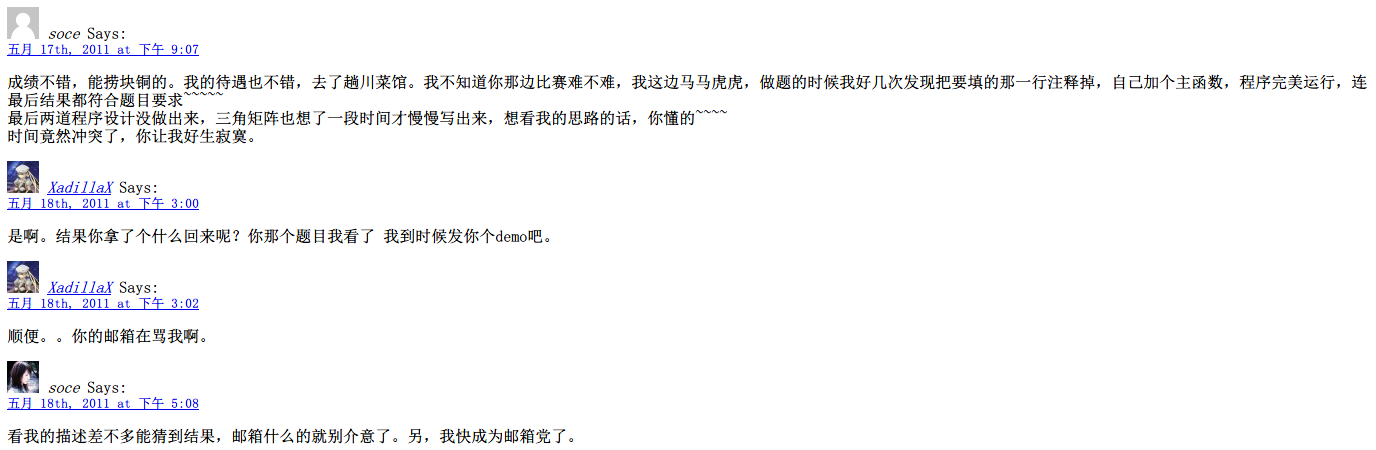 soce Says:
五月 17th, 2011 at 下午 9:07
成绩不错，能捞块铜的。我的待遇也不错，去了趟川菜馆。我不知道你那边比赛难不难，我这边马马虎虎，做题的时候我好几次发现把要填的那一行注释掉，自己加个主函数，程序完美运行，连
最后结果都符合题目要求~~~~~
最后两道程序设计没做出来，三角矩阵也想了一段时间才慢慢写出来，想看我的思路的话，你懂的~~~~
时间竟然冲突了，你让我好生寂寞。
XadillaX Says:
五月 18th, 2011 at 下午 3:00
是啊。结果你拿了个什么回来呢？你那个题目我看了 我到时候发你个demo吧。
XadillaX Says:
五月 18th, 2011 at 下午 3:02
顺便。。你的邮箱在骂我啊。
soce Says:
五月 18th, 2011 at 下午 5:08
看我的描述差不多能猜到结果，邮箱什么的就别介意了。另，我快成为邮箱党了。